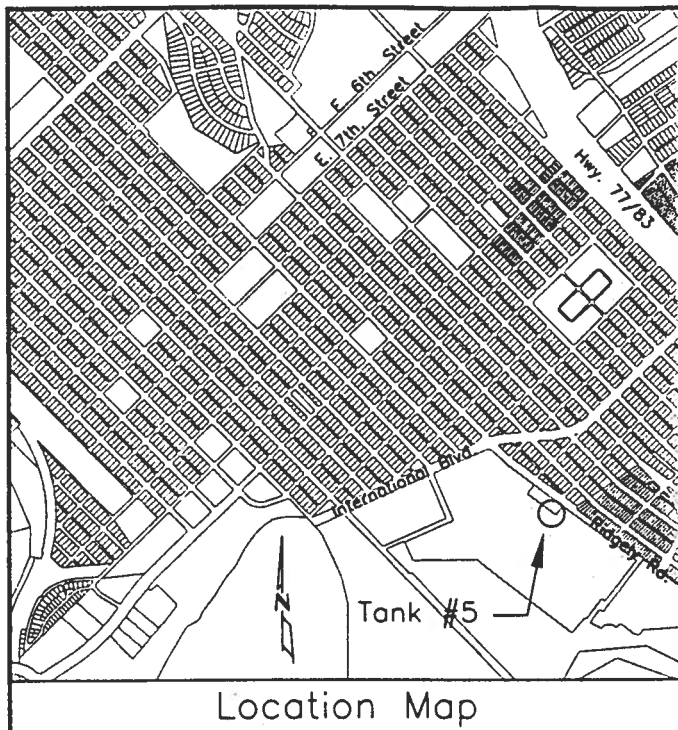 E. 6th Street
E. 7th Street
Hwy. 77/83
International Blvd.
Ridgely Rd.
N
Tank #5
Location Map